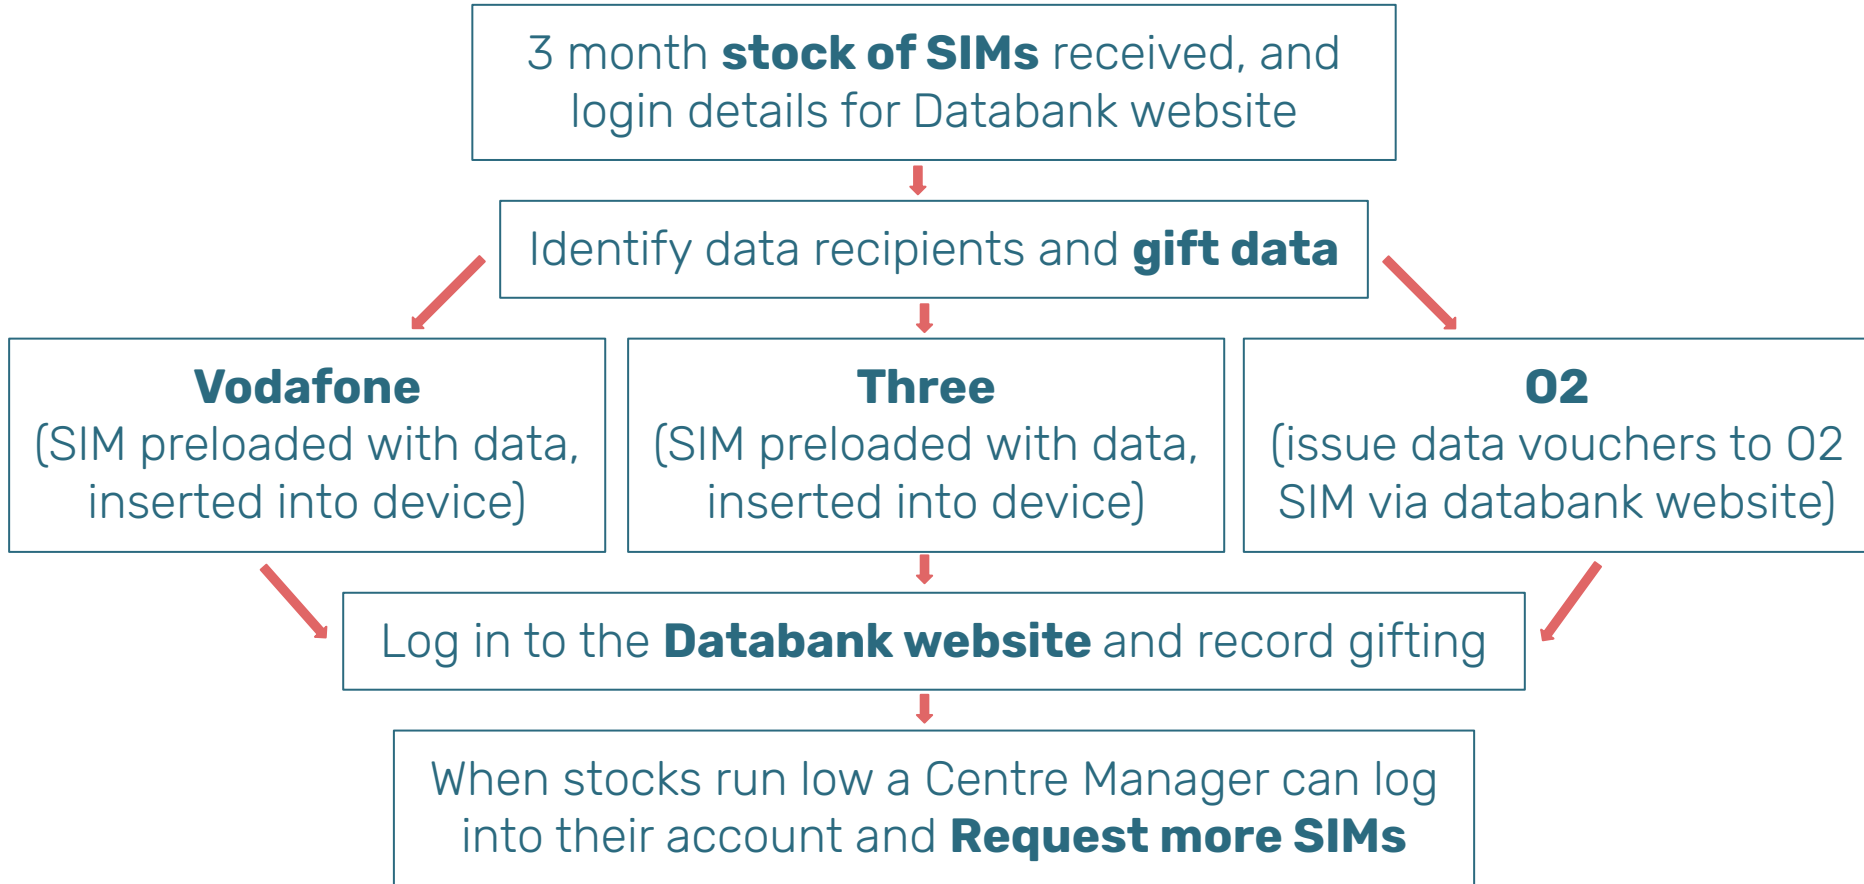 3 month stock of SIMs received, and
login details for Databank website
Identify data recipients and gift data
Vodafone
(SIM preloaded with data,
inserted into device)
Three
(SIM preloaded with data,
inserted into device)
O2
(issue data vouchers to O2
SIM via databank website)
Log in to the Databank website and record gifting
When stocks run low a Centre Manager can log
into their account and Request more SIMs